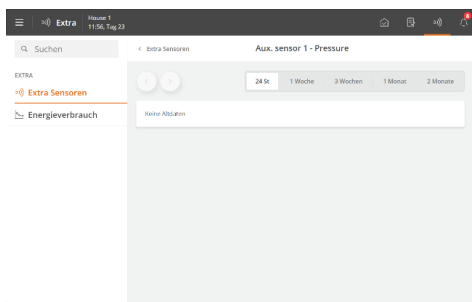 Extra
House 1
11:56, Tag 23
8
Suchen
Extra Sensoren
Aux. sensor 1 - Pressure
EXTRA
Extra Sensoren
Energieverbrauch
24 St
1 Woche
3 Wochen
1 Monat
2 Monate
Keine Altdaten